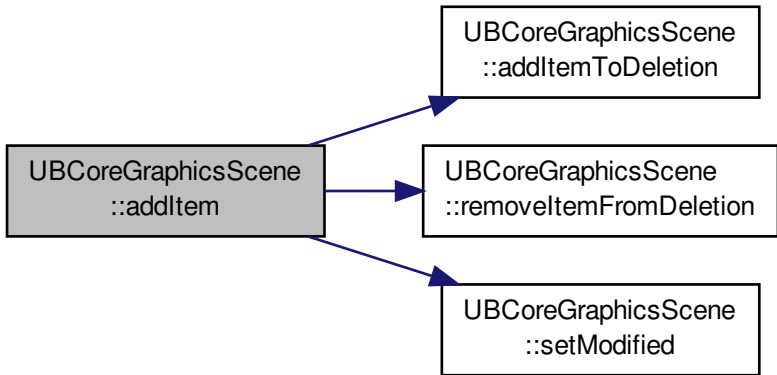 UBCoreGraphicsScene
::addItemToDeletion
UBCoreGraphicsScene
::addItem
UBCoreGraphicsScene
::removeItemFromDeletion
UBCoreGraphicsScene
::setModified